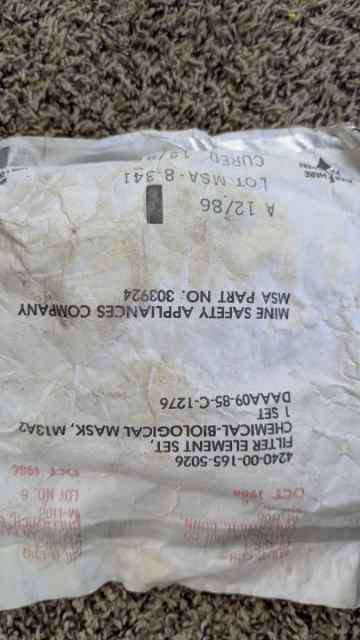 LOT NO. 6
OCT 1986
4240-00-165-5026
FILTER ELEMENT SET,
CHEMICAL-BIOLOGICAL MASK, M13A2
1 SET
DAAA09-85-C-1276
MINE SAFETY APPLIANCES COMPANY
MSA PART NO. 303924
A 12/86
LOT MSA-8-341
CURED